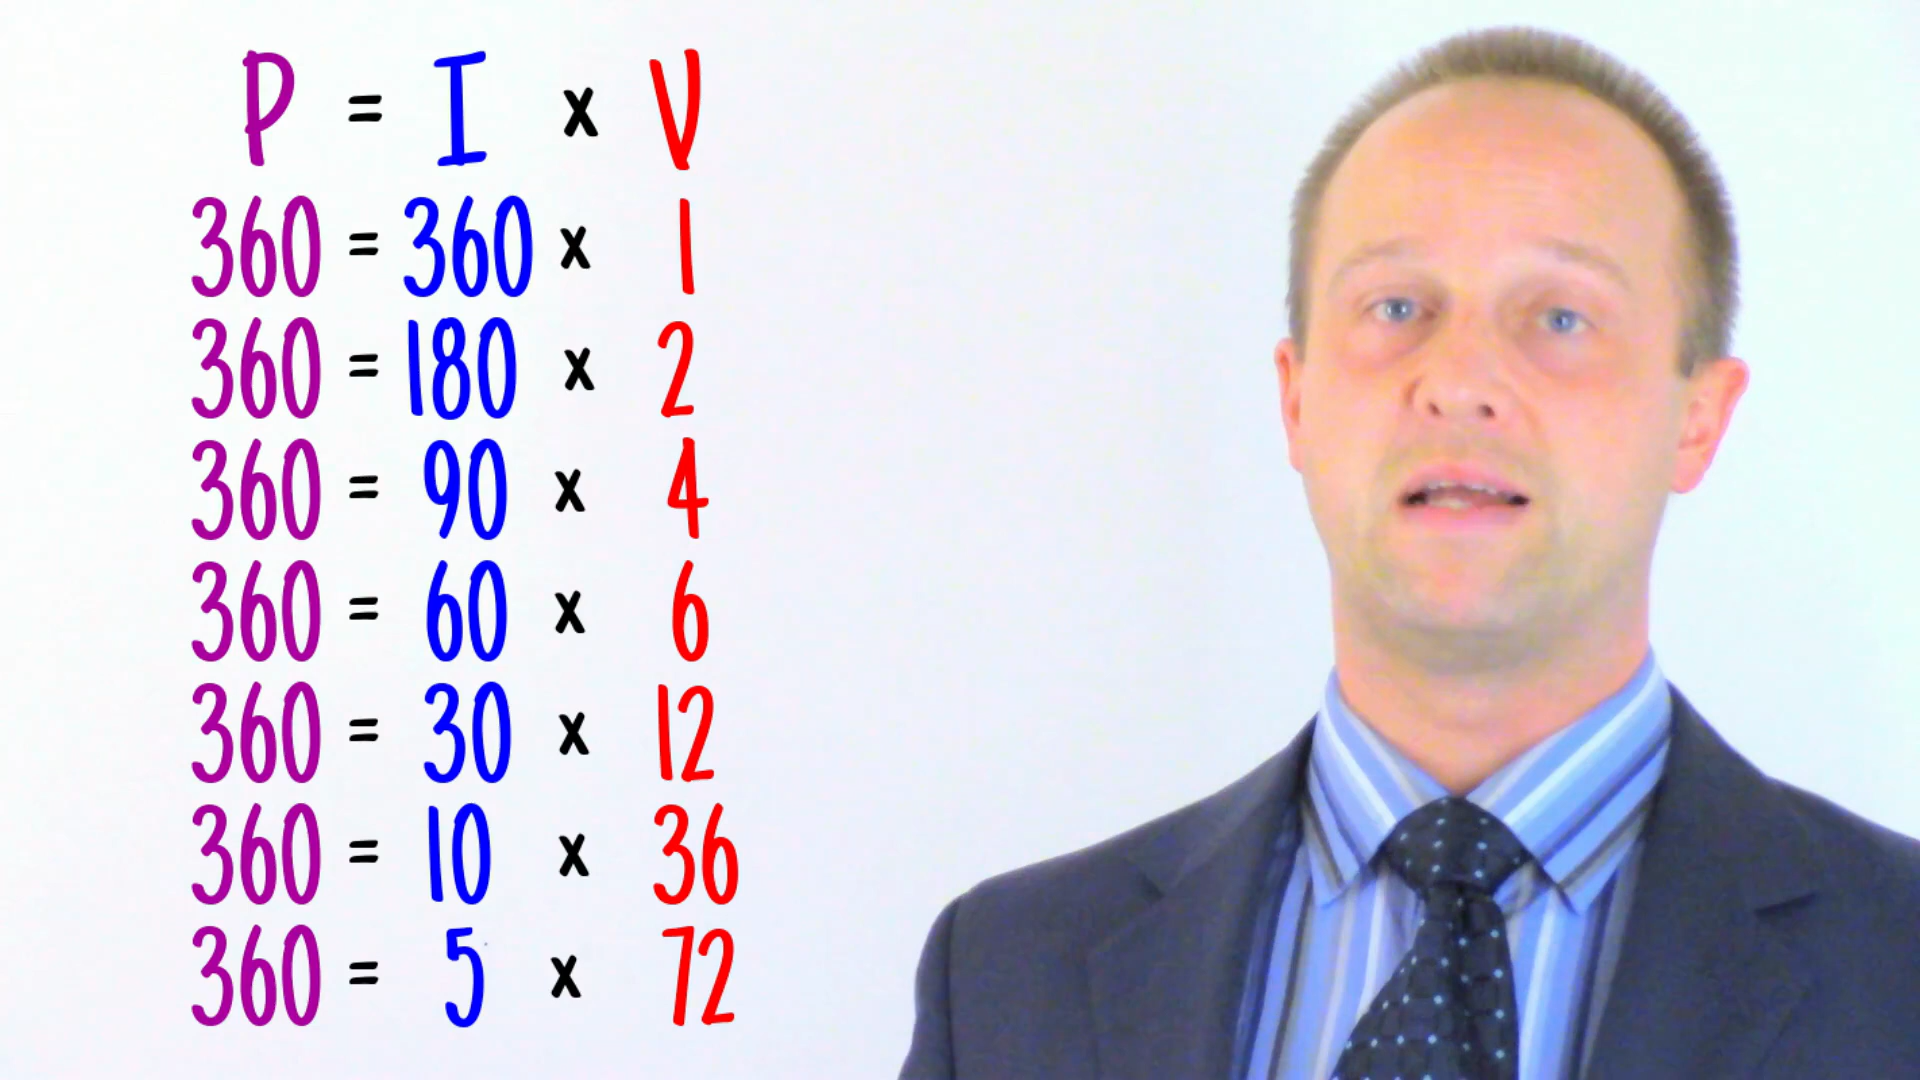 P = I x V
360 = 360 x 1
360 = 180 x 2
360 = 90 x 4
360 = 60 x 6
360 = 30 x 12
360 = 10 x 36
360 = 5 x 72